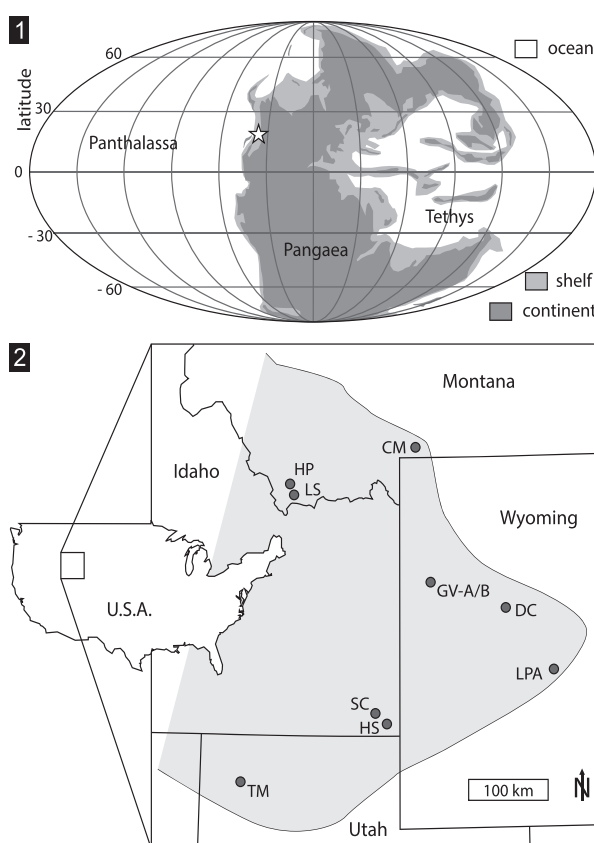 1
60
ocean
latitude
30
Panthalassa
0
Tethys
- 30
Pangaea
- 60
shelf
continent
2
Montana
CM
Idaho
HP
LS
Wyoming
U.S.A.
GV-A/B
DC
LPA
SC
HS
TM
100 km
N
Utah